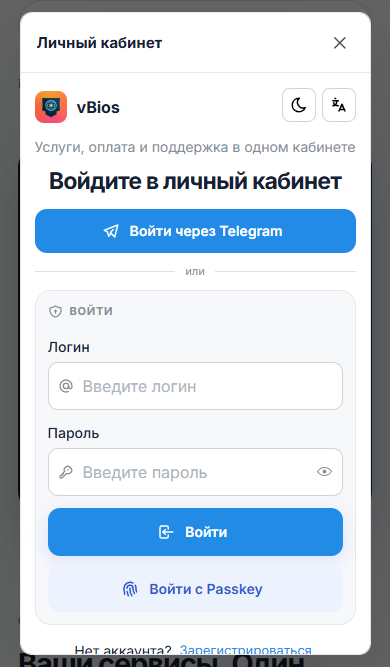 Личный кабинет
vBios
Услуги, оплата и поддержка в одном кабинете
Войдите в личный кабинет
Войти через Telegram
или
ВОЙТИ
Логин
Введите логин
Пароль
Введите пароль
Войти
Войти с Passkey
Нет аккаунта? Зарегистрироваться
Ваши сервисы. Один